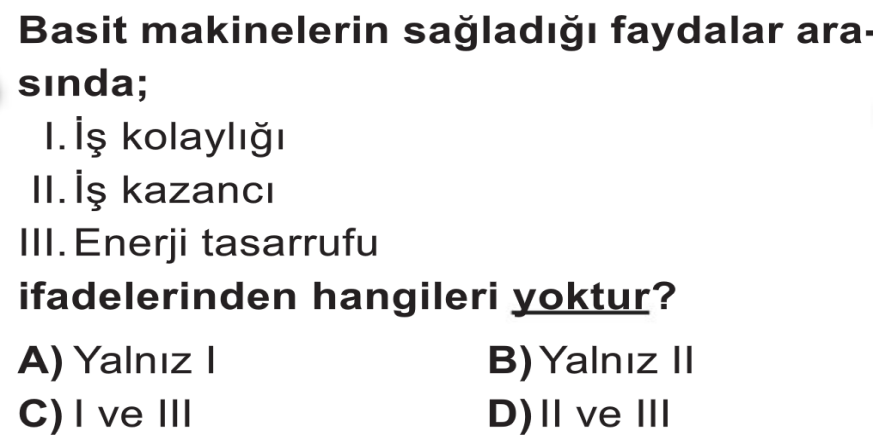 Basit makinelerin sağladığı faydalar ara-
sında;
I. İş kolaylığı
II. İş kazancı
III. Enerji tasarrufu
ifadelerinden hangileri yoktur?
A) Yalnız I B) Yalnız II
C) I ve III D) II ve III